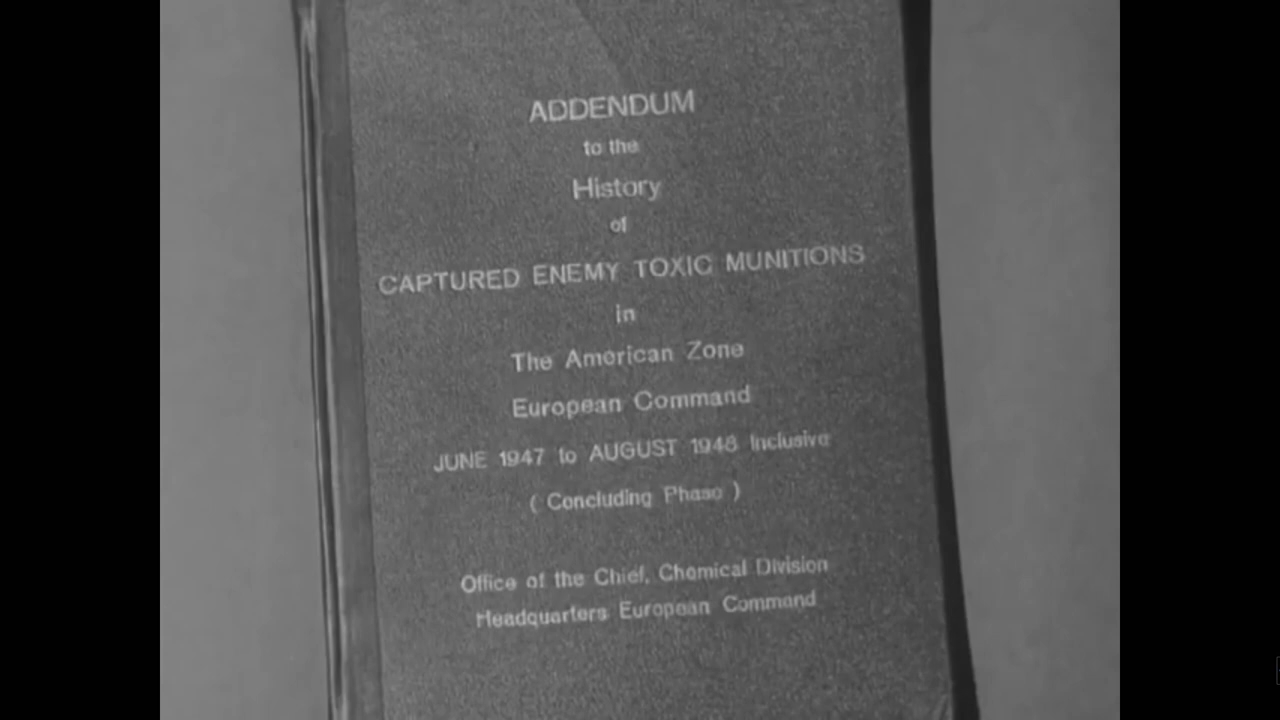 ADDENDUM
to the
History
of
CAPTURED ENEMY TOXIC MUNITIONS
in
The American Zone
European Command
JUNE 1947 to AUGUST 1948 Inclusive
( Concluding Phase )
Office of the Chief, Chemical Division
Headquarters European Command